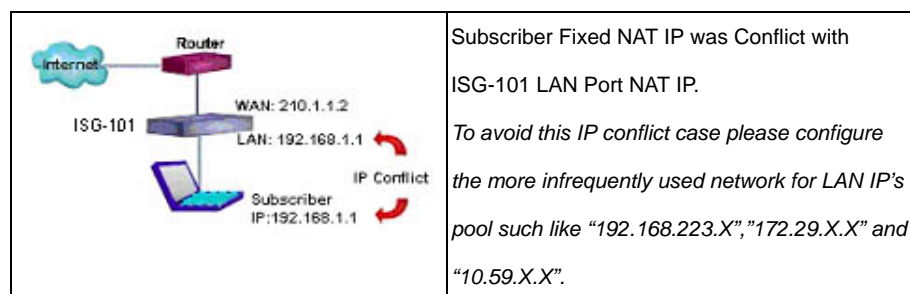 Router
Internet
WAN: 210.1.1.2
ISG-101
LAN: 192.168.1.1
IP Conflict
Subscriber
IP:192.168.1.1
Subscriber Fixed NAT IP was Conflict with
ISG-101 LAN Port NAT IP.
To avoid this IP conflict case please configure
the more infrequently used network for LAN IP’s
pool such like “192.168.223.X”,”172.29.X.X” and
“10.59.X.X”.